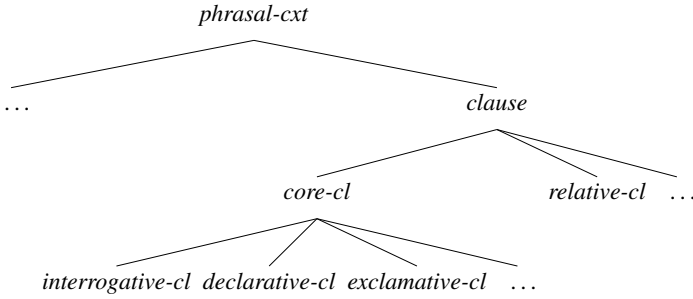 phrasal-cxt
... clause
core-cl relative-cl ...
interrogative-cl declarative-cl exclamative-cl ...